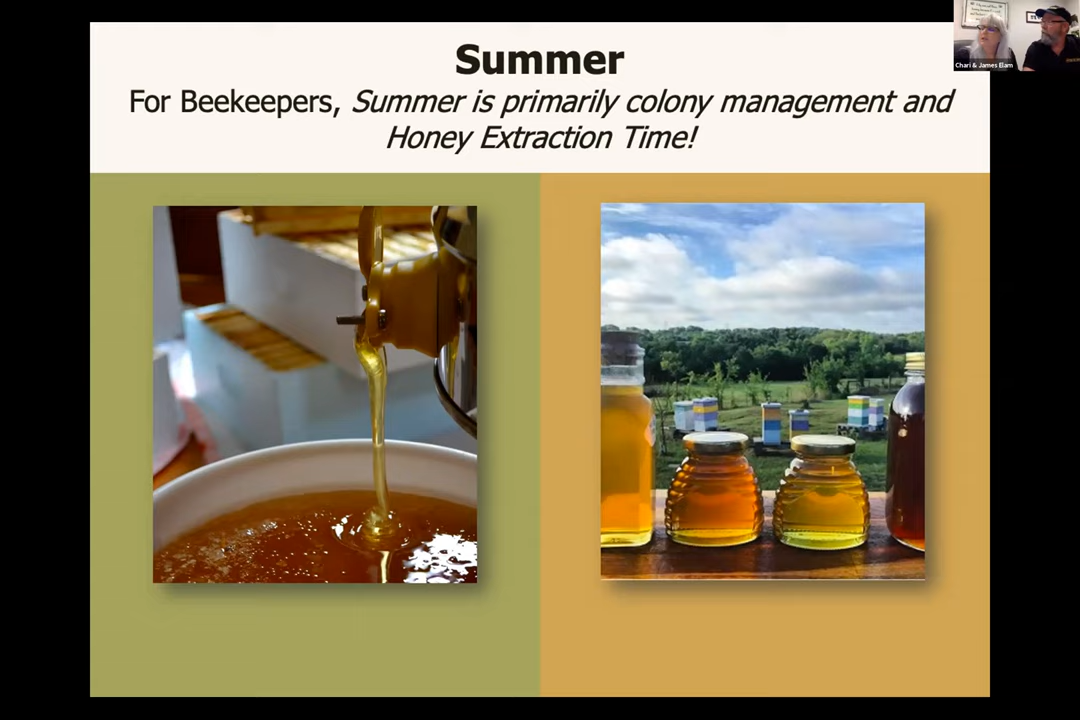 Summer
For Beekeepers, Summer is primarily colony management and
Honey Extraction Time!
Chari & James Elam